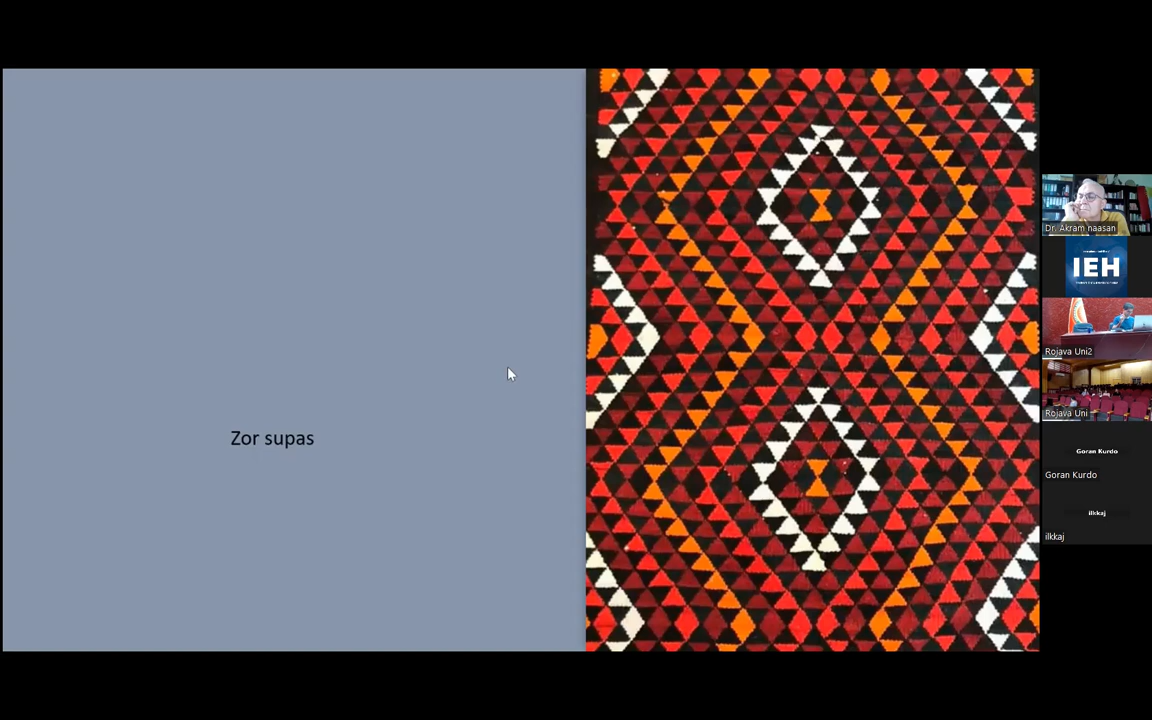 Zor supas
Dr. Akram naasan
IEH
Rojava Uni2
Rojava Uni
Goran Kurdo
Goran Kurdo
ilkkaj
ilkkaj